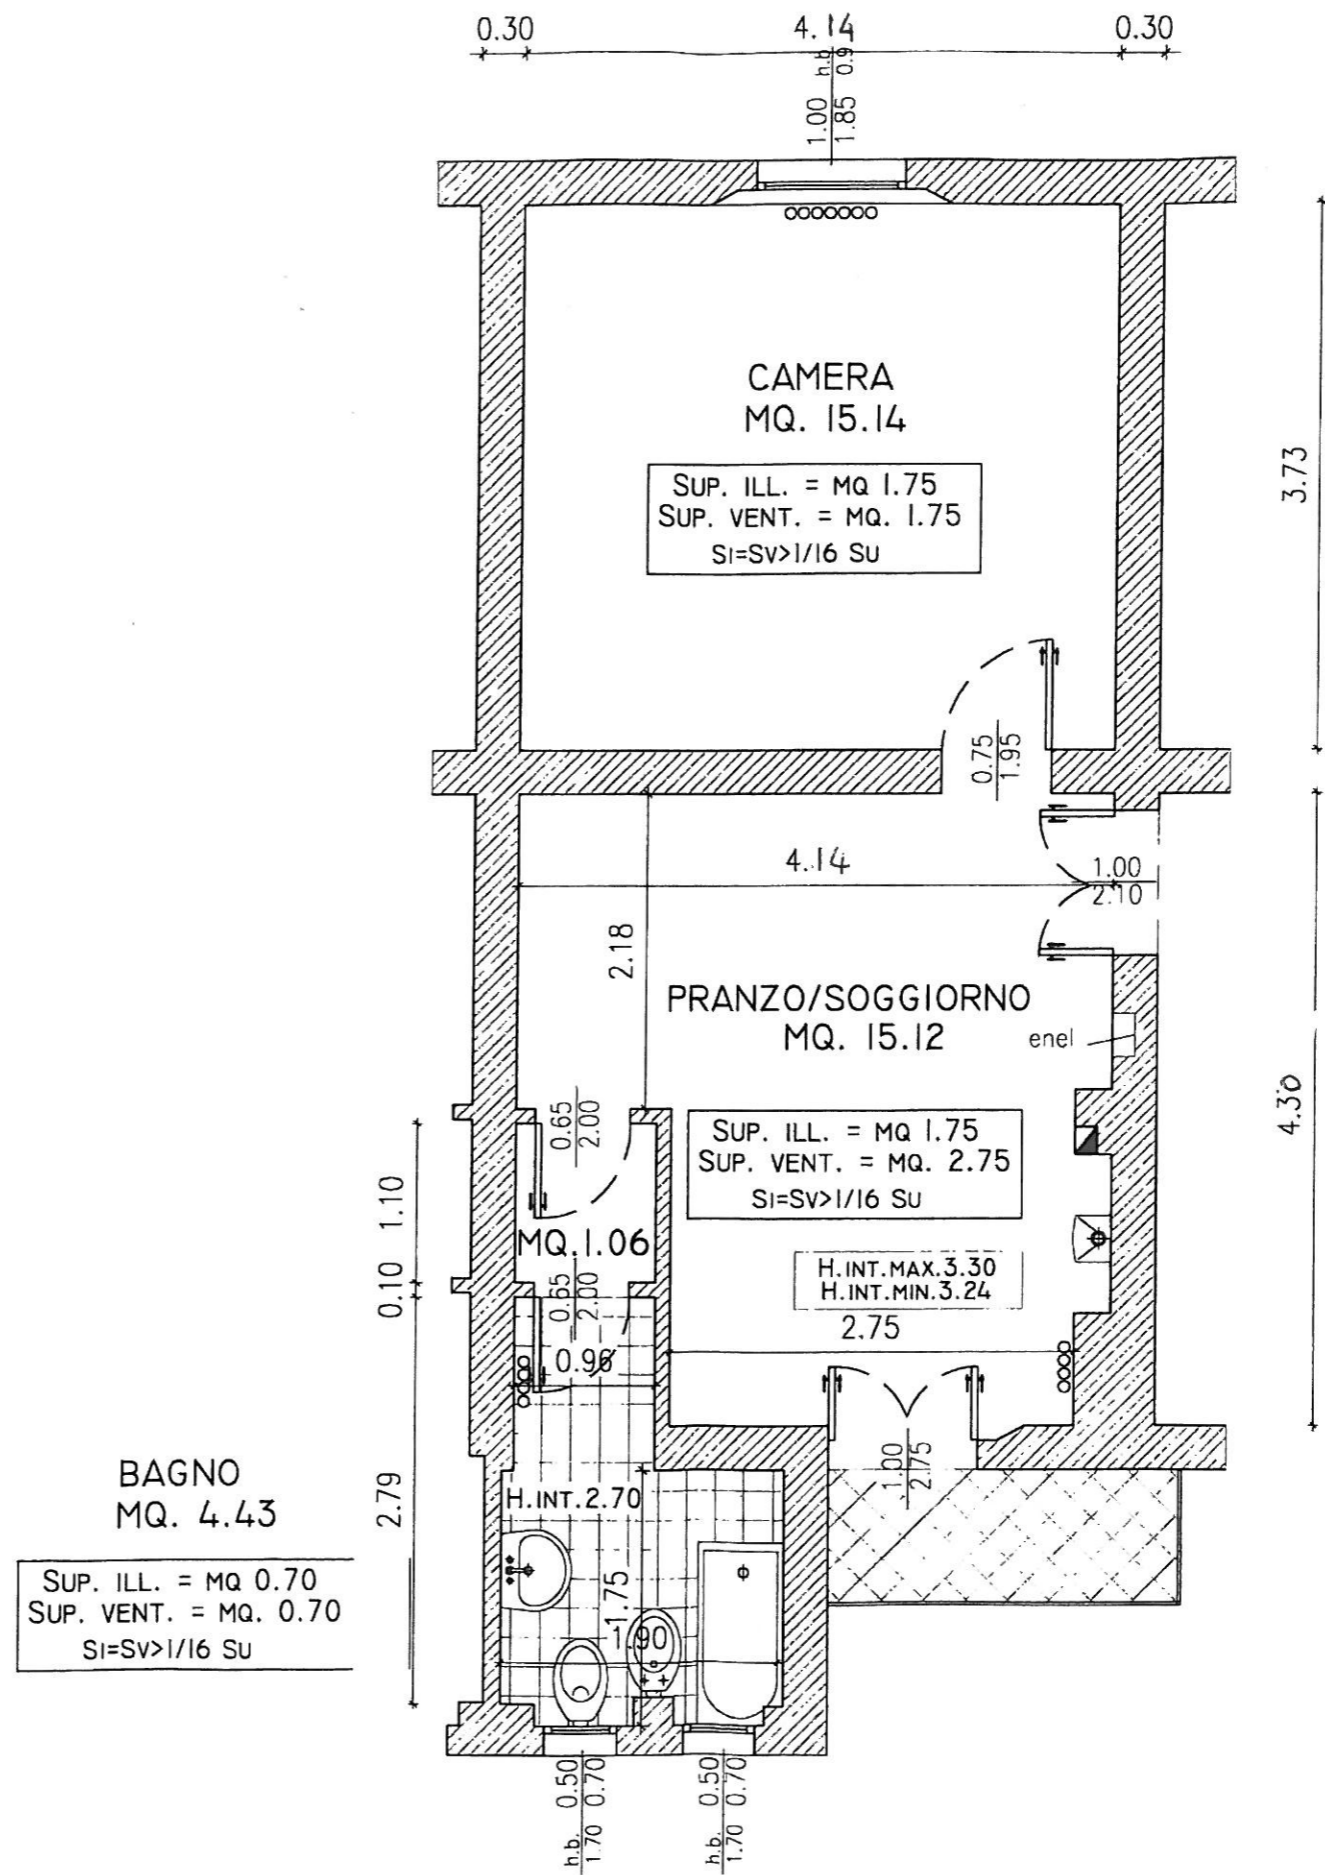 0.30
4.14
0.30
1.00
1.85
h.b
0.9
CAMERA
MQ. 15.14
SUP. ILL. = MQ 1.75
SUP. VENT. = MQ. 1.75
SI=SV>1/16 SU
3.73
0.75
1.95
4.14
1.00
2.10
2.18
PRANZO/SOGGIORNO
MQ. 15.12
enel
4.30
0.65
2.00
SUP. ILL. = MQ 1.75
SUP. VENT. = MQ. 2.75
SI=SV>1/16 SU
1.10
MQ.1.06
H.INT.MAX.3.30
H.INT.MIN.3.24
0.10
0.65
2.00
2.75
0.96
BAGNO
MQ. 4.43
2.79
H.INT.2.70
1.00
2.75
SUP. ILL. = MQ 0.70
SUP. VENT. = MQ. 0.70
SI=SV>1/16 SU
1.75
1.90
0.50
0.70
h.b.
1.70
0.50
0.70
h.b.
1.70